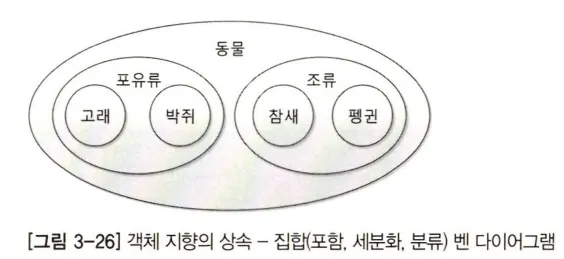 동물
포유류 조류
고래 박쥐 참새 펭귄
[그림 3-26] 객체 지향의 상속 - 집합(포함, 세분화, 분류) 벤 다이어그램